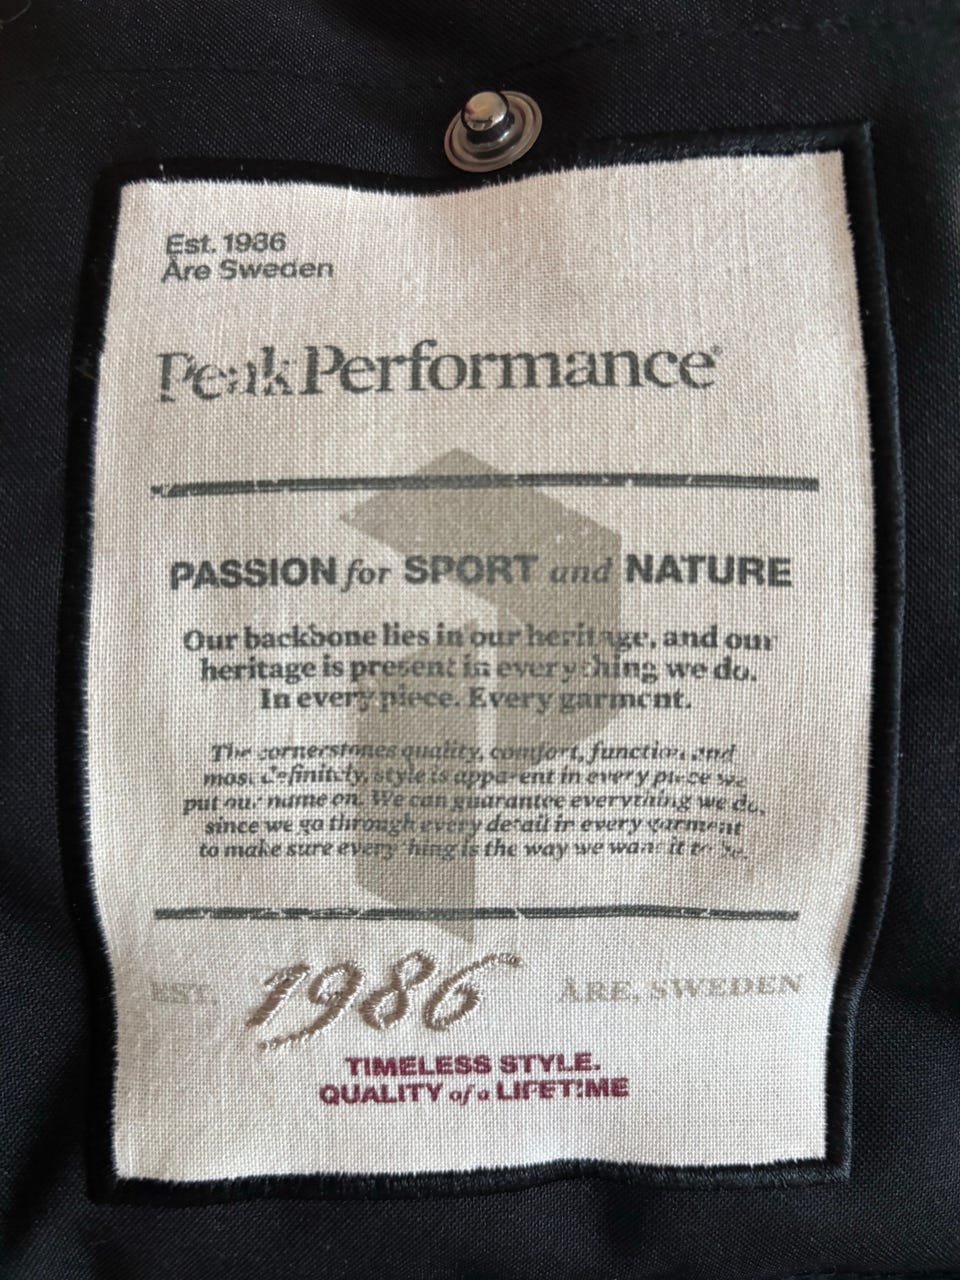 Est. 1986
Åre Sweden
Peak Performance®
PASSION for SPORT and NATURE
Our backbone lies in our heritage, and our
heritage is present in everything we do.
In every piece. Every garment.
The cornerstones quality, comfort, function and
most definitely, style is apparent in every piece we
put our name on. We can guarantee everything we do,
since we go through every detail in every garment
to make sure everything is the way we want it to be.
EST. 1986 ÅRE, SWEDEN
TIMELESS STYLE.
QUALITY of a LIFETIME